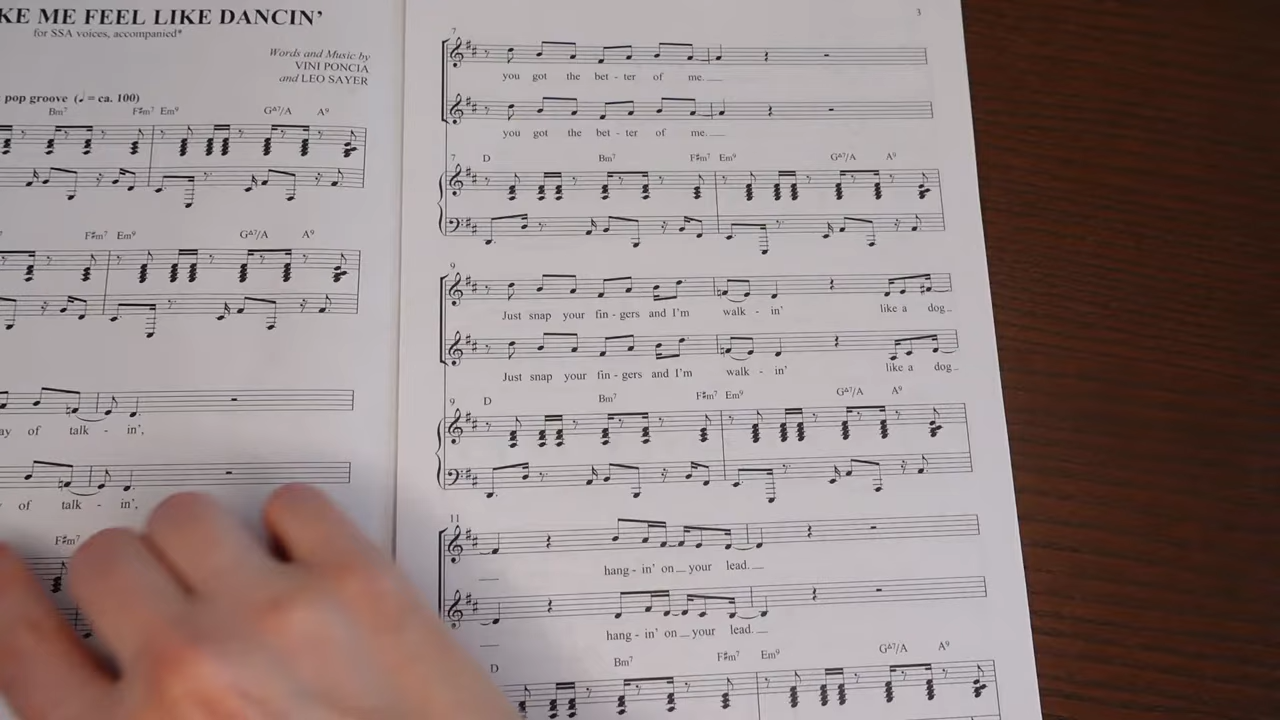 KE ME FEEL LIKE DANCIN'
for SSA voices, accompanied*
Words and Music by
VINI PONCIA
and LEO SAYER
pop groove (♩ = ca. 100)
Bm7 F♯m7 Em9 G△7/A A9
F♯m7 Em9 G△7/A A9
of talk - in',
of talk - in',
F♯m7
3
7
you got the bet - ter of me.
you got the bet - ter of me.
7 D Bm7 F♯m7 Em9 G△7/A A9
9
Just snap your fin - gers and I'm walk - in' like a dog
Just snap your fin - gers and I'm walk - in' like a dog
9 D Bm7 F♯m7 Em9 G△7/A A9
11
hang - in' on your lead.
hang - in' on your lead.
D Bm7 F♯m7 Em9 G△7/A A9